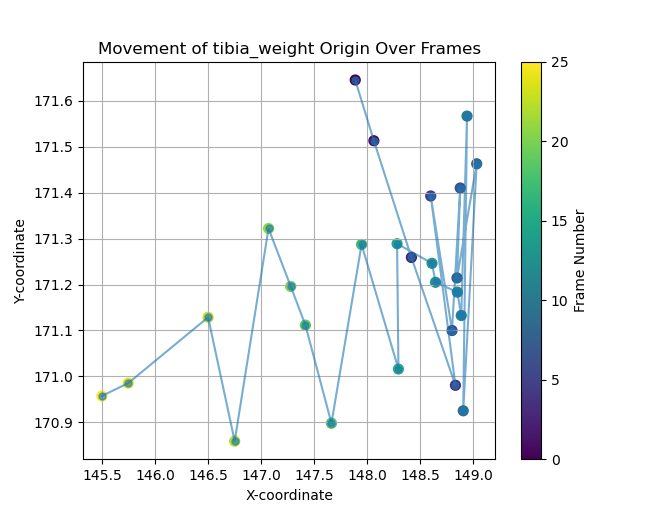 Movement of tibia_weight Origin Over Frames
171.6
171.5
171.4
171.3
171.2
171.1
171.0
170.9
Y-coordinate
145.5 146.0 146.5 147.0 147.5 148.0 148.5 149.0
X-coordinate
25
20
15
10
5
0
Frame Number